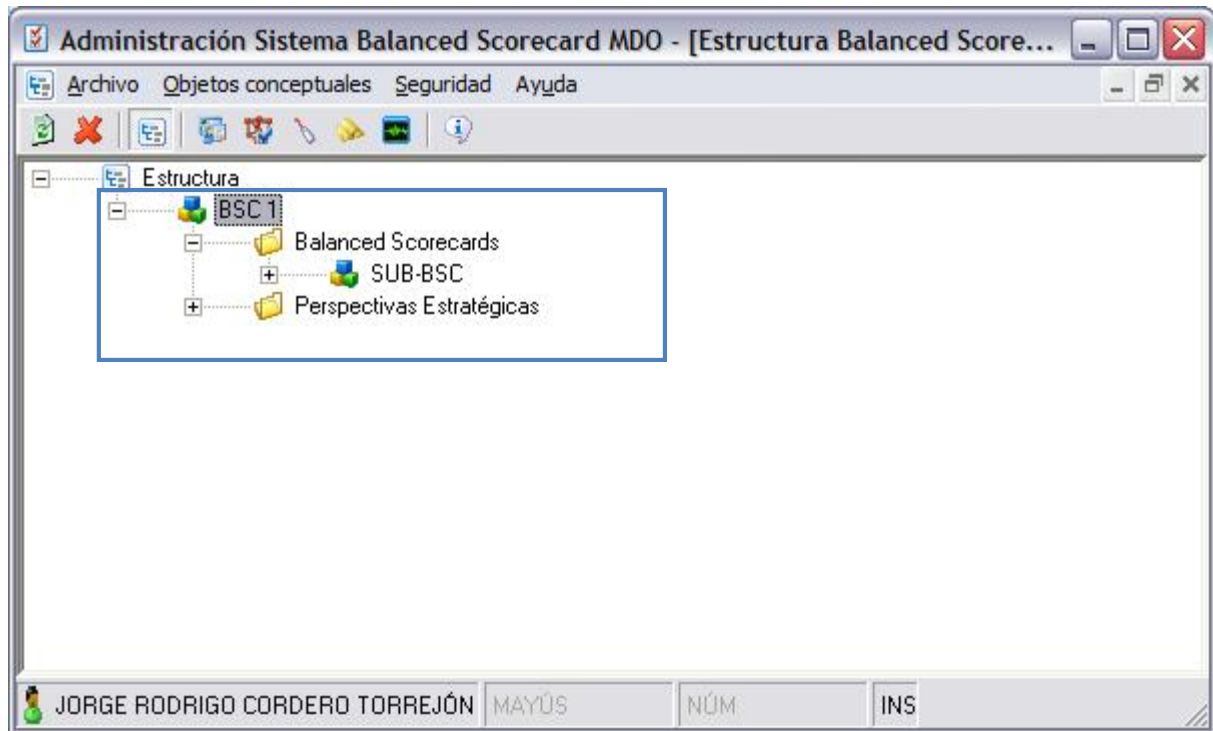 Administración Sistema Balanced Scorecard MDO - [Estructura Balanced Score...
Archivo Objetos conceptuales Seguridad Ayuda
Estructura
BSC 1
Balanced Scorecards
SUB-BSC
Perspectivas Estratégicas
JORGE RODRIGO CORDERO TORREJÓN MAYÚS NÚM INS